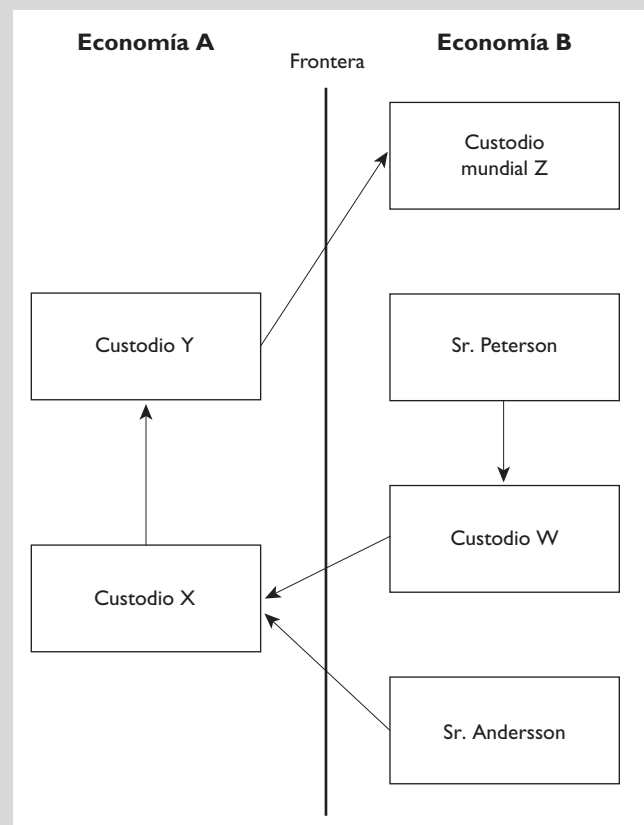 Economía A
Frontera
Economía B
Custodio
mundial Z
Custodio Y
Sr. Peterson
Custodio W
Custodio X
Sr. Andersson